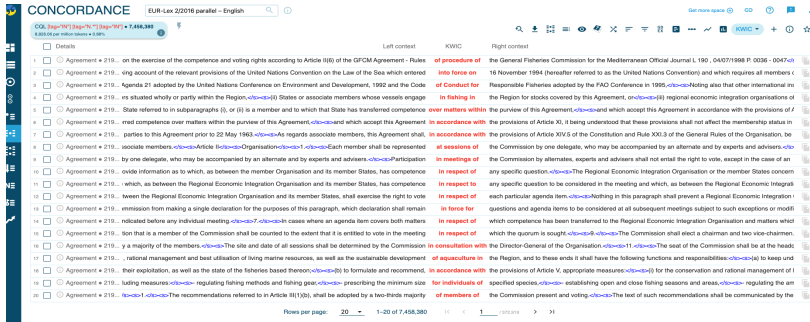 CONCORDANCE
EUR-Lex 2/2016 parallel – English
Get more space
CQL [tag="IN"] [tag="N.*"] [tag="IN"] • 7,458,380
KWIC
Details Left context KWIC Right context
1 Agreement • 219... on the exercise of the competence and voting rights according to Article II(6) of the GFCM Agreement - Rules of procedure of the General Fisheries Commission for the Mediterranean Official Journal L 190 , 04/07/1998 P. 0036 - 0047</s>
2 Agreement • 219... king account of the relevant provisions of the United Nations Convention on the Law of the Sea which entered into force on 16 November 1994 (hereafter referred to as the United Nations Convention) and which requires all members
3 Agreement • 219... Agenda 21 adopted by the United Nations Conference on Environment and Development, 1992 and the Code of Conduct for Responsible Fisheries adopted by the FAO Conference in 1995,</s><s>Noting also that other international
4 Agreement • 219... rs situated wholly or partly within the Region,</s><s>(ii) States or associate members whose vessels engage in fishing in the Region for stocks covered by this Agreement, or</s><s>(iii) regional economic integration organisations
5 Agreement • 219... State referred to in subparagraphs (i), or (ii) is a member and to which that State has transferred competence over matters within the purview of this Agreement,</s><s>and which accept this Agreement in accordance with the provisions of
6 Agreement • 219... rred competence over matters within the purview of this Agreement,</s><s>and which accept this Agreement in accordance with the provisions of Article XI, it being understood that these provisions shall not affect the membership status in
7 Agreement • 219... parties to this Agreement prior to 22 May 1963.</s><s>As regards associate members, this Agreement shall, in accordance with the provisions of Article XIV.5 of the Constitution and Rule XXI.3 of the General Rules of the Organisation, be
8 Agreement • 219... ssociate members.</s><s>Article II</s><s>Organisation</s><s>1.</s><s>Each member shall be represented at sessions of the Commission by one delegate, who may be accompanied by an alternate and by experts and advisers.</s>
9 Agreement • 219... by one delegate, who may be accompanied by an alternate and by experts and advisers.</s><s>Participation in meetings of the Commission by alternates, experts and advisers shall not entail the right to vote, except in the case of an
10 Agreement • 219... ovide information as to which, as between the member Organisation and its member States, has competence in respect of any specific question.</s><s>The Regional Economic Integration Organisation or the member States concern
11 Agreement • 219... which, as between the Regional Economic Integration Organisation and its member States, has competence in respect to any specific question to be considered in the meeting and which, as between the Regional Economic Integrati
12 Agreement • 219... tween the Regional Economic Integration Organisation and its member States, shall exercise the right to vote in respect of each particular agenda item.</s><s>Nothing in this paragraph shall prevent a Regional Economic Integration
13 Agreement • 219... mmission from making a single declaration for the purposes of this paragraph, which declaration shall remain in force for questions and agenda items to be considered at all subsequent meetings subject to such exceptions or modifi
14 Agreement • 219... ndicated before any individual meeting.</s><s>7.</s><s>In cases where an agenda item covers both matters in respect of which competence has been transferred to the Regional Economic Integration Organisation and matters which
15 Agreement • 219... tion that is a member of the Commission shall be counted to the extent that it is entitled to vote in the meeting in respect of which the quorum is sought.</s><s>9.</s><s>The Commission shall elect a chairman and two vice-chairmen.
16 Agreement • 219... y a majority of the members.</s><s>The site and date of all sessions shall be determined by the Commission in consultation with the Director-General of the Organisation.</s><s>11.</s><s>The seat of the Commission shall be at the
17 Agreement • 219... , rational management and best utilisation of living marine resources, as well as the sustainable development of aquaculture in the Region, and to these ends it shall have the following functions and responsibilities:</s><s>(a) to keep
18 Agreement • 219... their exploitation, as well as the state of the fisheries based thereon;</s><s>(b) to formulate and recommend, in accordance with the provisions of Article V, appropriate measures:</s><s>(i) for the conservation and rational management of
19 Agreement • 219... luding measures:</s><s>- regulating fishing methods and fishing gear,</s><s>- prescribing the minimum size for individuals of specified species,</s><s>- establishing open and close fishing seasons and areas,</s><s>- regulating the
20 Agreement • 219... </s><s>1.</s><s>The recommendations referred to in Article III(1)(b), shall be adopted by a two-thirds majority of members of the Commission present and voting.</s><s>The text of such recommendations shall be communicated by the
Rows per page: 20 1–20 of 7,458,380 1